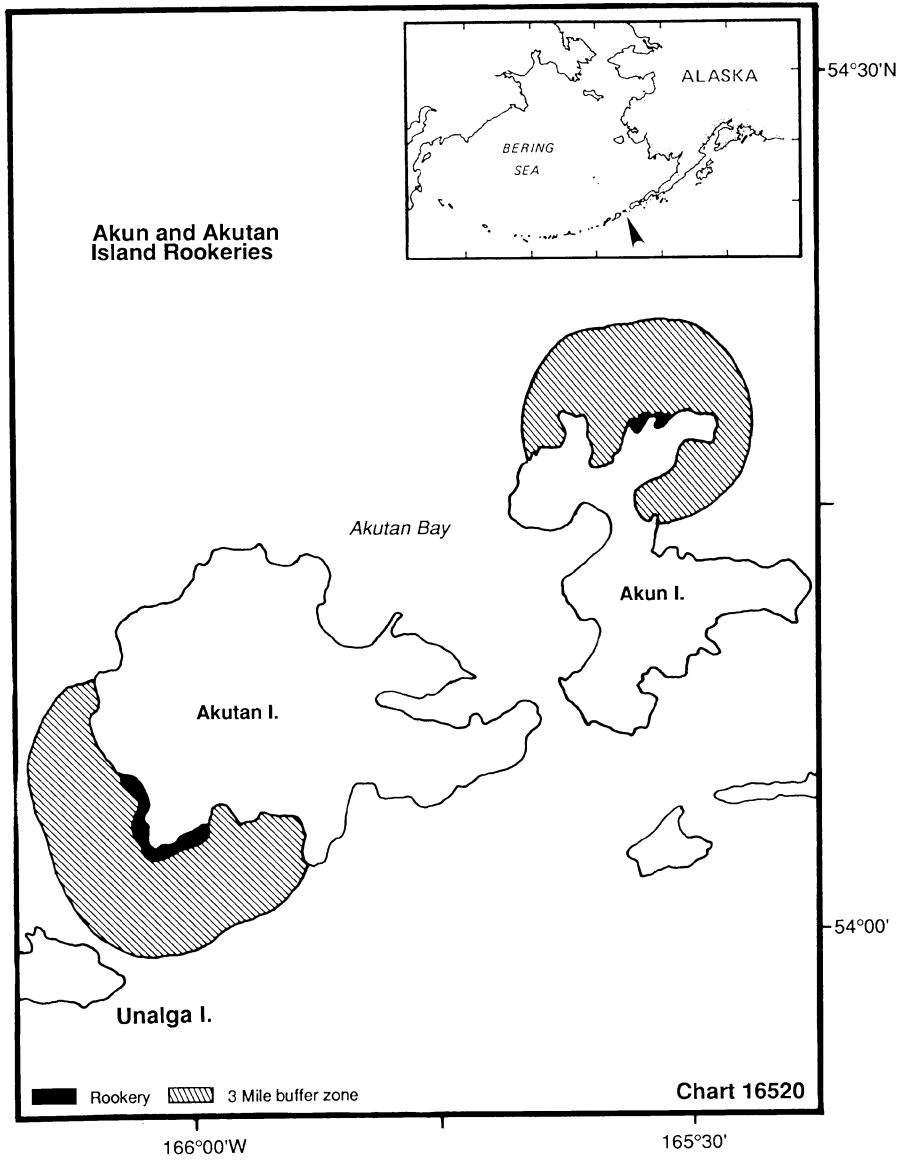 ALASKA
BERING
SEA
54°30'N
Akun and Akutan
Island Rookeries
Akutan Bay
Akun I.
Akutan I.
54°00'
Unalga I.
Rookery
3 Mile buffer zone
Chart 16520
166°00'W
165°30'